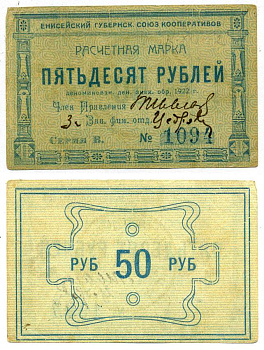 ЕНИСЕЙСКИЙ ГУБЕРНСК. СОЮЗ КООПЕРАТИВОВ
РАСЧЕТНАЯ МАРКА
ПЯТЬДЕСЯТ РУБЛЕЙ
деноминован. ден. знак. обр. 1922 г.
Член Правления
Зав. фин. отд.
Серия В. № 1094
РУБ 50 РУБ